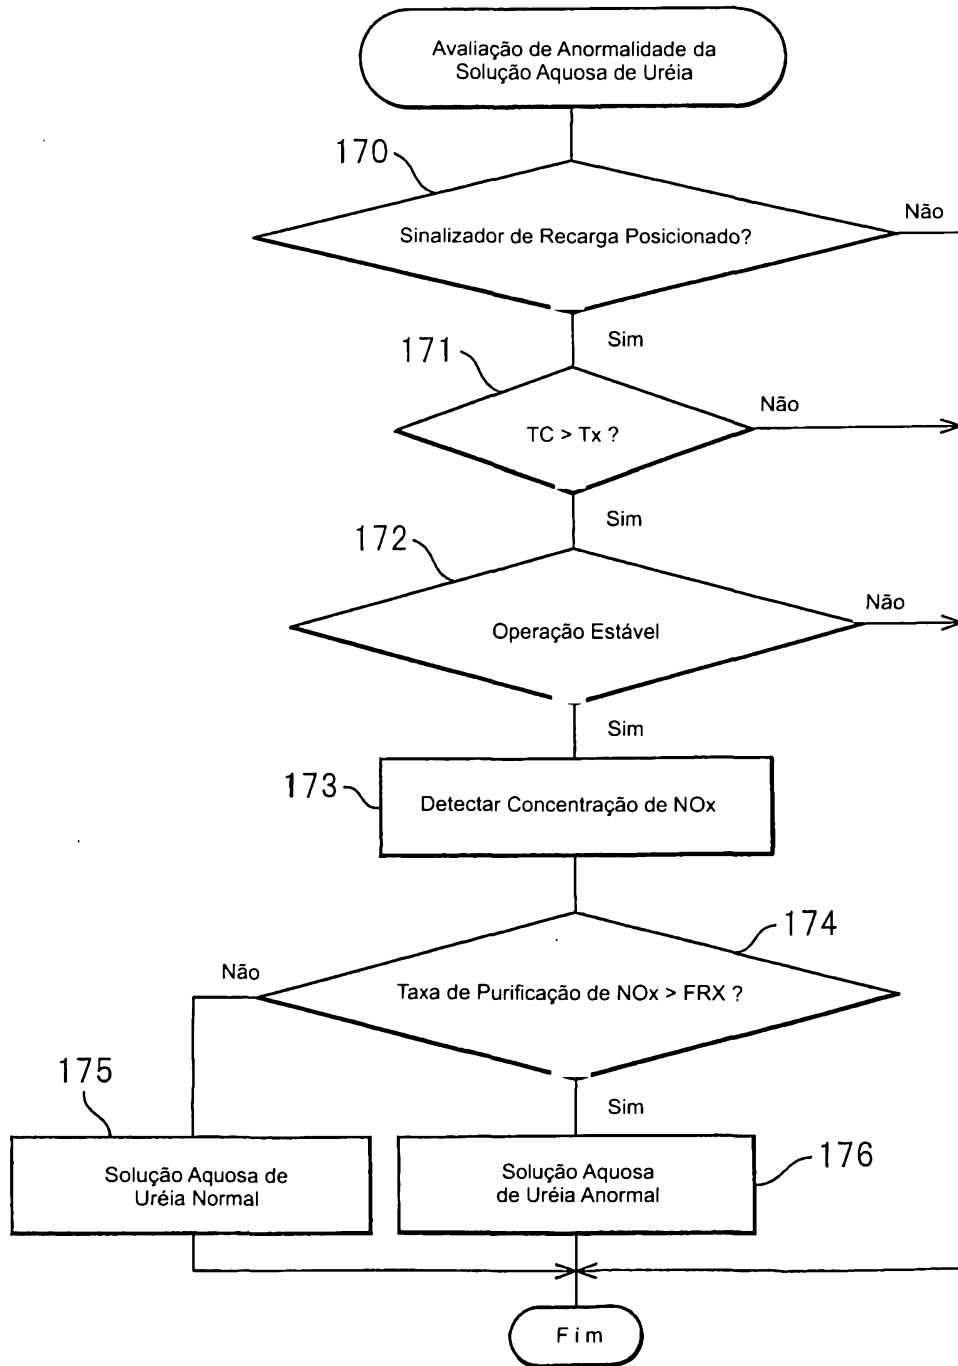 Avaliação de Anormalidade da
Solução Aquosa de Uréia
170
Não
Sinalizador de Recarga Posicionado?
Sim
171
Não
TC > Tx ?
Sim
172
Não
Operação Estável
Sim
173
Detectar Concentração de NOx
174
Não
Taxa de Purificação de NOx > FRX ?
175
Sim
Solução Aquosa de
Uréia Normal
Solução Aquosa
de Uréia Anormal
176
Fim